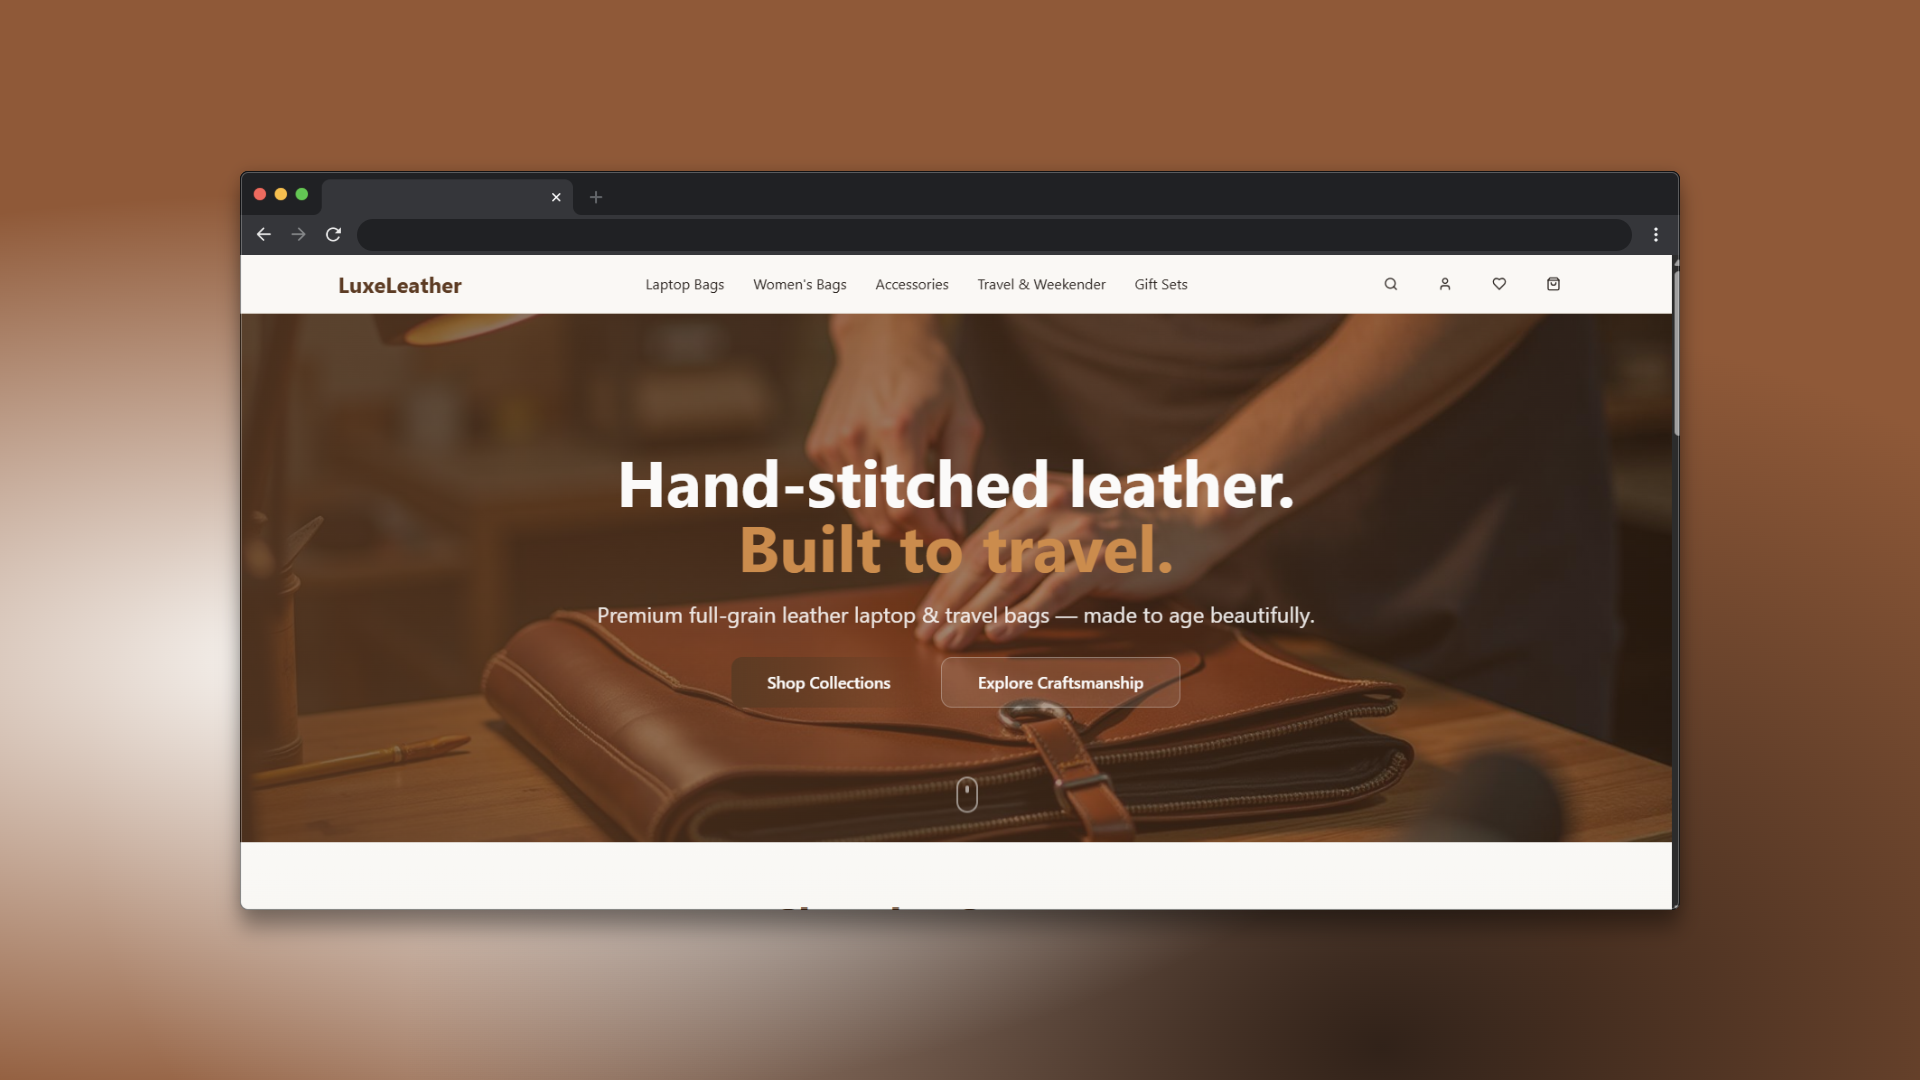 LuxeLeather
Laptop Bags
Women's Bags
Accessories
Travel & Weekender
Gift Sets
Hand-stitched leather.
Built to travel.
Premium full-grain leather laptop & travel bags — made to age beautifully.
Shop Collections
Explore Craftsmanship